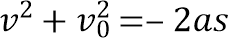 v² + v₀² =– 2as